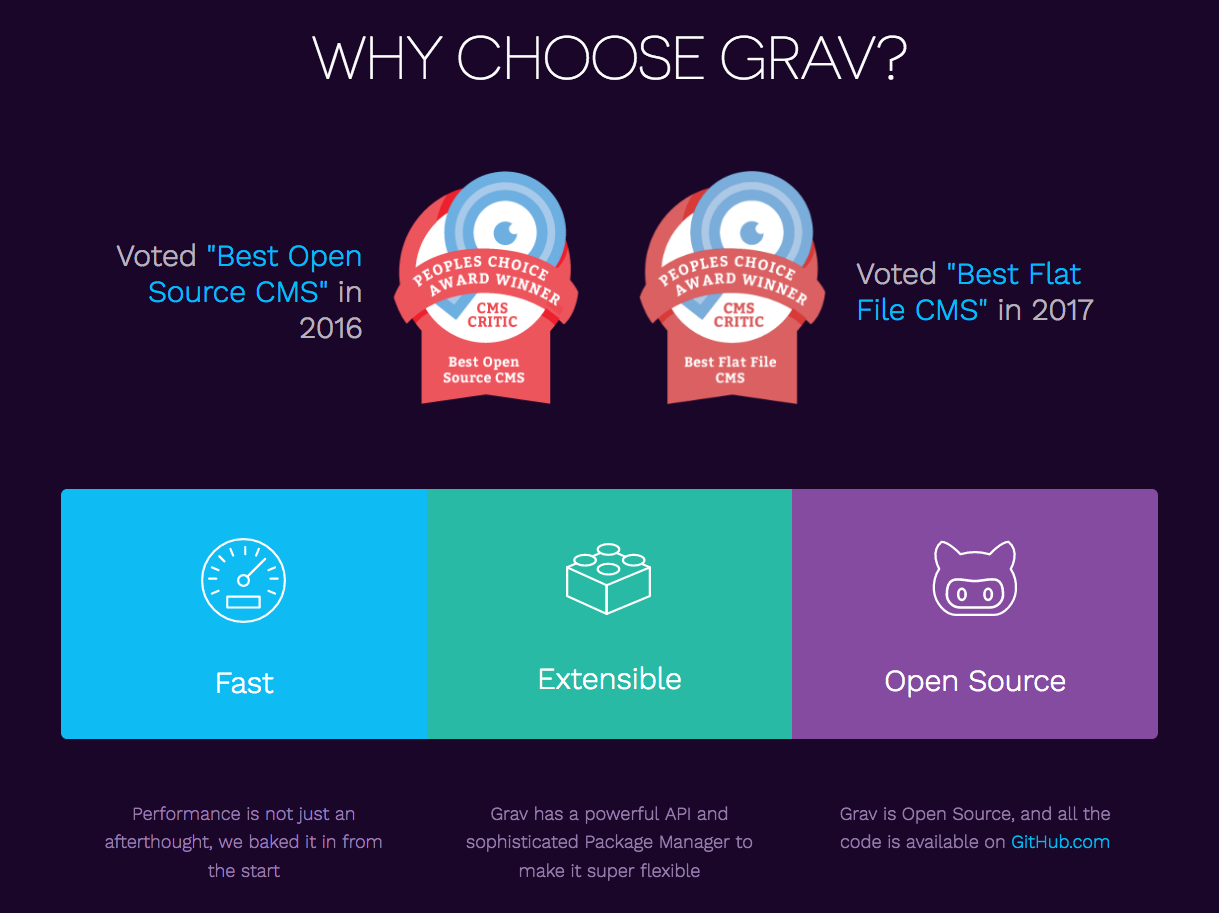 WHY CHOOSE GRAV?
Voted "Best Open
Source CMS" in
2016
PEOPLES CHOICE
AWARD WINNER
CMS
CRITIC
Best Open
Source CMS
PEOPLES CHOICE
AWARD WINNER
CMS
CRITIC
Best Flat File
CMS
Voted "Best Flat
File CMS" in 2017
Fast
Extensible
Open Source
Performance is not just an
afterthought, we baked it in from
the start
Grav has a powerful API and
sophisticated Package Manager to
make it super flexible
Grav is Open Source, and all the
code is available on GitHub.com